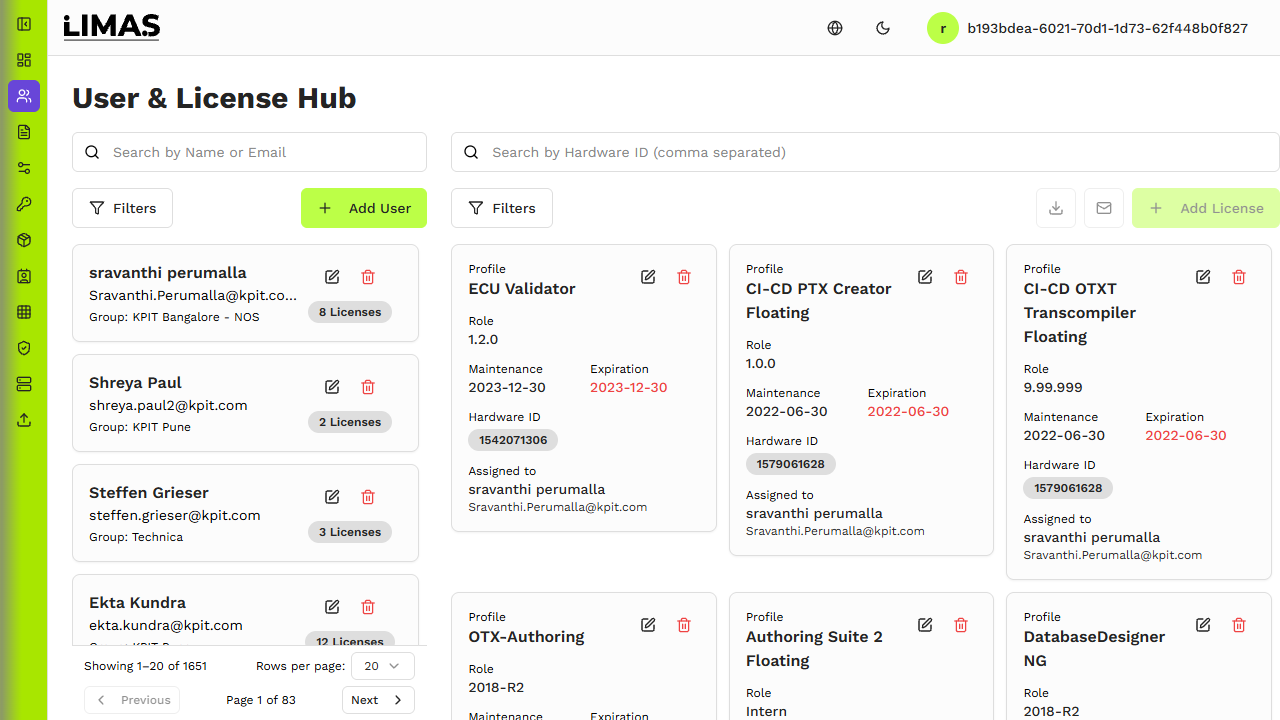 LIMAS
r b193bdea-6021-70d1-1d73-62f448b0f827
User & License Hub
Search by Name or Email
Filters
Add User
sravanthi perumalla
Sravanthi.Perumalla@kpit.co...
Group: KPIT Bangalore - NOS
8 Licenses
Shreya Paul
shreya.paul2@kpit.com
Group: KPIT Pune
2 Licenses
Steffen Grieser
steffen.grieser@kpit.com
Group: Technica
3 Licenses
Ekta Kundra
ekta.kundra@kpit.com
12 Licenses
Showing 1–20 of 1651
Rows per page: 20
Previous
Page 1 of 83
Next
Search by Hardware ID (comma separated)
Filters
Add License
Profile
ECU Validator
Role
1.2.0
Maintenance Expiration
2023-12-30 2023-12-30
Hardware ID
1542071306
Assigned to
sravanthi perumalla
Sravanthi.Perumalla@kpit.com
Profile
CI-CD PTX Creator
Floating
Role
1.0.0
Maintenance Expiration
2022-06-30 2022-06-30
Hardware ID
1579061628
Assigned to
sravanthi perumalla
Sravanthi.Perumalla@kpit.com
Profile
CI-CD OTXT
Transcompiler
Floating
Role
9.99.999
Maintenance Expiration
2022-06-30 2022-06-30
Hardware ID
1579061628
Assigned to
sravanthi perumalla
Sravanthi.Perumalla@kpit.com
Profile
OTX-Authoring
Role
2018-R2
Maintenance Expiration
Profile
Authoring Suite 2
Floating
Role
Intern
Profile
DatabaseDesigner
NG
Role
2018-R2